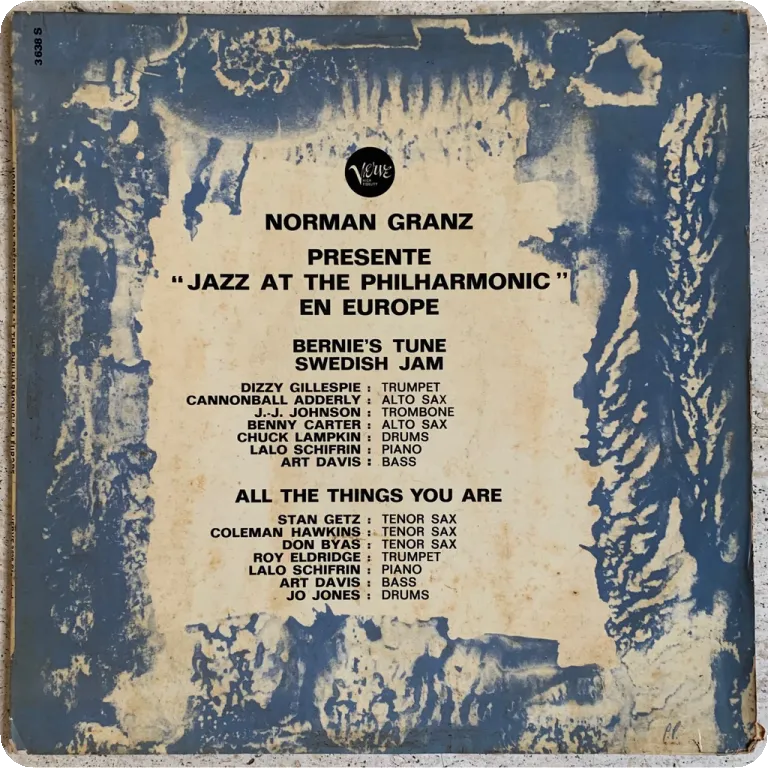 3638 S
Verve
HIGH
FIDELITY
NORMAN GRANZ
PRESENTE
“JAZZ AT THE PHILHARMONIC”
EN EUROPE
BERNIE'S TUNE
SWEDISH JAM
DIZZY GILLESPIE : TRUMPET
CANNONBALL ADDERLY : ALTO SAX
J.-J. JOHNSON : TROMBONE
BENNY CARTER : ALTO SAX
CHUCK LAMPKIN : DRUMS
LALO SCHIFRIN : PIANO
ART DAVIS : BASS
ALL THE THINGS YOU ARE
STAN GETZ : TENOR SAX
COLEMAN HAWKINS : TENOR SAX
DON BYAS : TENOR SAX
ROY ELDRIDGE : TRUMPET
LALO SCHIFRIN : PIANO
ART DAVIS : BASS
JO JONES : DRUMS